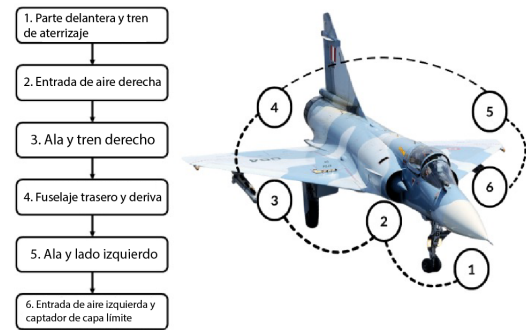 1. Parte delantera y tren
de aterrizaje
2. Entrada de aire derecha
3. Ala y tren derecho
4. Fuselaje trasero y deriva
5. Ala y lado izquierdo
6. Entrada de aire izquierda y
captador de capa límite
4
5
3
6
2
1